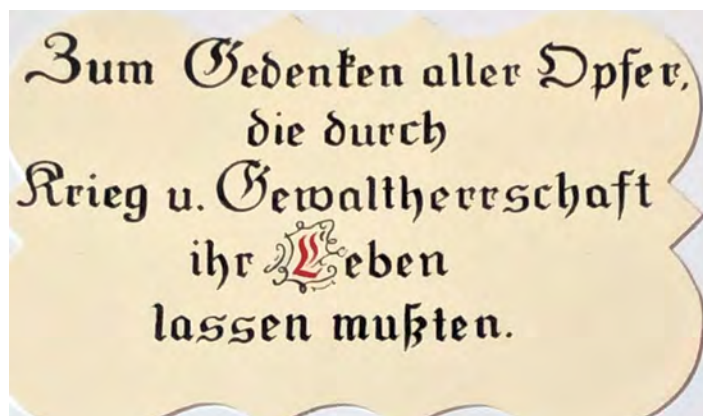 Zum Gedenken aller Opfer,
die durch
Krieg u. Gewaltherrschaft
ihr Leben
lassen mußten.